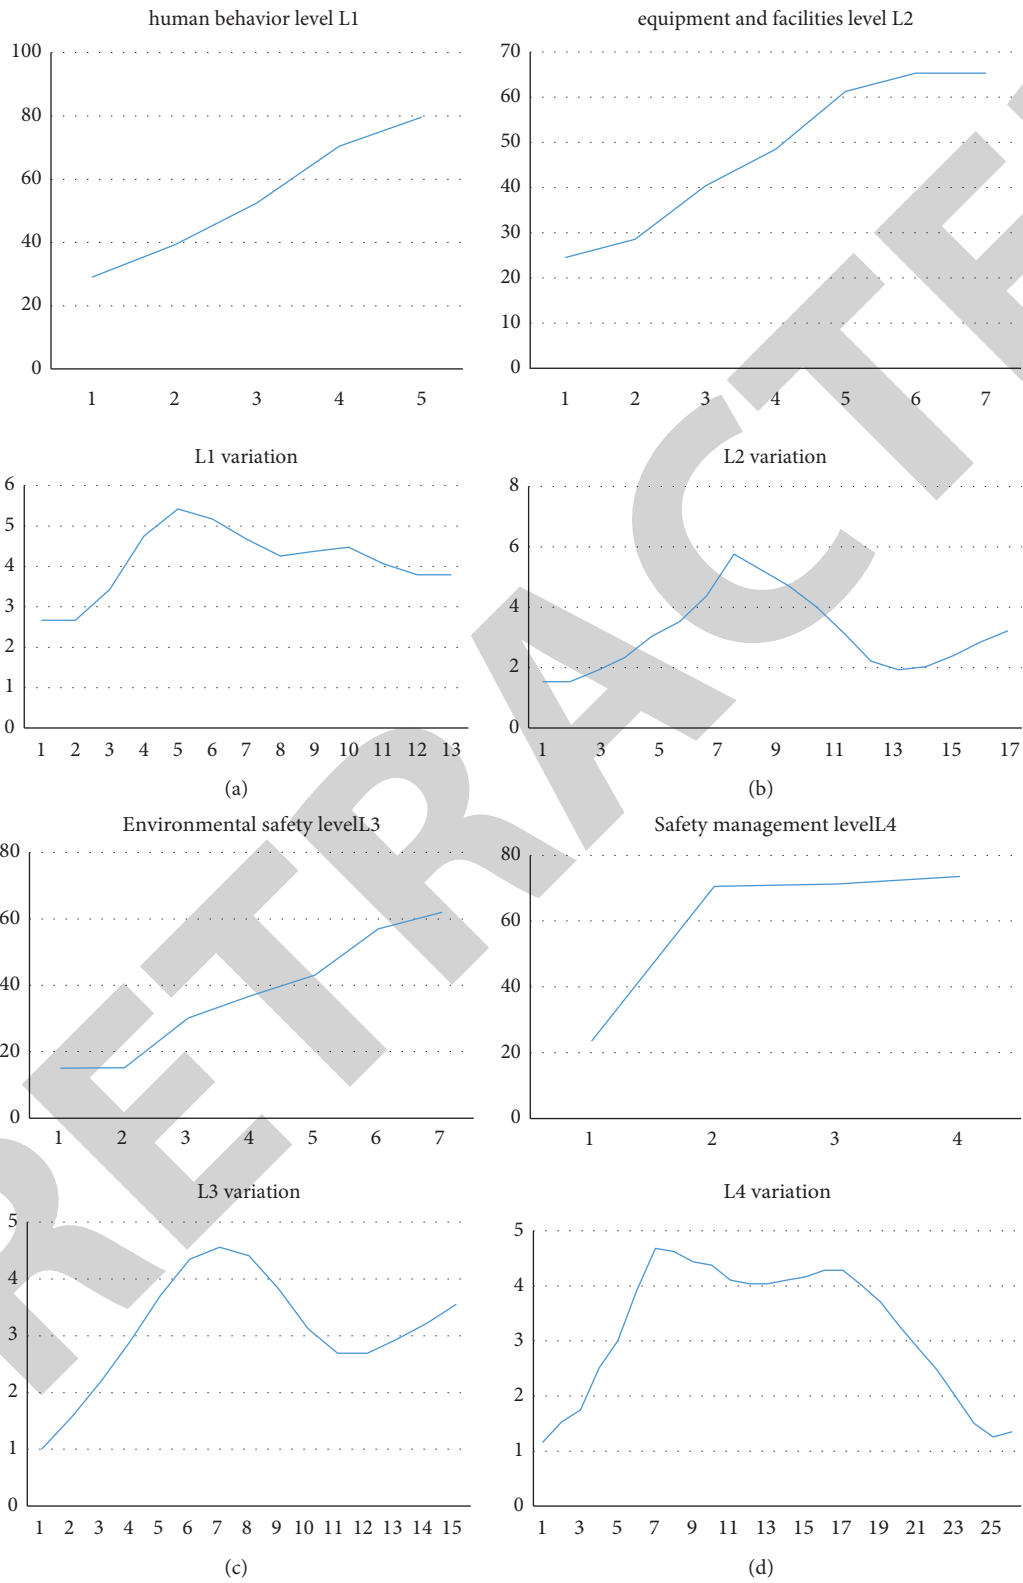 human behavior level L1
100
80
60
40
20
0
1 2 3 4 5
L1 variation
6
5
4
3
2
1
0
1 2 3 4 5 6 7 8 9 10 11 12 13
(a)
equipment and facilities level L2
70
60
50
40
30
20
10
0
1 2 3 4 5 6 7
L2 variation
8
6
4
2
0
1 3 5 7 9 11 13 15 17
(b)
Environmental safety levelL3
80
60
40
20
0
1 2 3 4 5 6 7
L3 variation
5
4
3
2
1
0
1 2 3 4 5 6 7 8 9 10 11 12 13 14 15
(c)
Safety management levelL4
80
60
40
20
0
1 2 3 4
L4 variation
5
4
3
2
1
0
1 3 5 7 9 11 13 15 17 19 21 23 25
(d)
RETRACTE